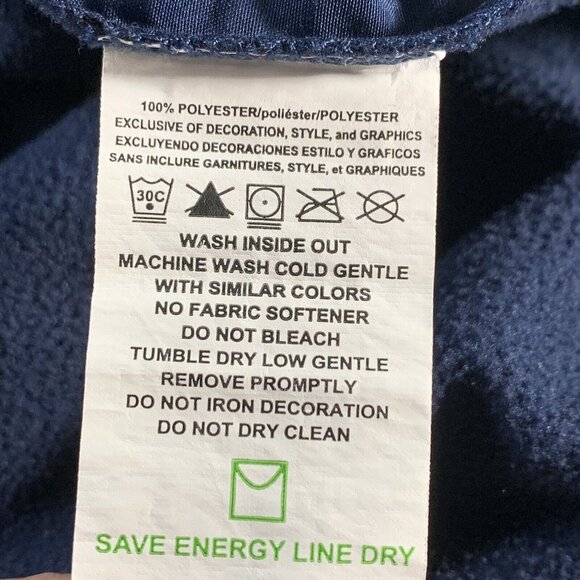 100% POLYESTER/poliéster/POLYESTER
EXCLUSIVE OF DECORATION, STYLE, and GRAPHICS
EXCLUYENDO DECORACIONES ESTILO Y GRAFICOS
SANS INCLURE GARNITURES, STYLE, et GRAPHIQUES
30C
WASH INSIDE OUT
MACHINE WASH COLD GENTLE
WITH SIMILAR COLORS
NO FABRIC SOFTENER
DO NOT BLEACH
TUMBLE DRY LOW GENTLE
REMOVE PROMPTLY
DO NOT IRON DECORATION
DO NOT DRY CLEAN
SAVE ENERGY LINE DRY